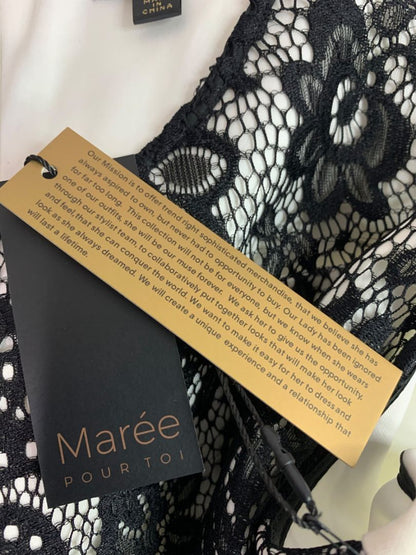 MADE
IN
CHINA
Our Mission is to offer trend right sophisticated merchandise, that we believe she has
always aspired to own, but never had to opportunity to buy. Our Lady has been ignored
for far too long. This collection will not be for everyone, but we know when she wears
one of our outfits, she will be our muse forever. We ask her to give us the opportunity,
through our stylist team, to collaboratively put together looks that will make her look
and feel that she can conquer the world. We want to make it easy for her to dress and
look as she always dreamed. We will create a unique experience and a relationship that
will last a lifetime.
Marée
POUR TOI